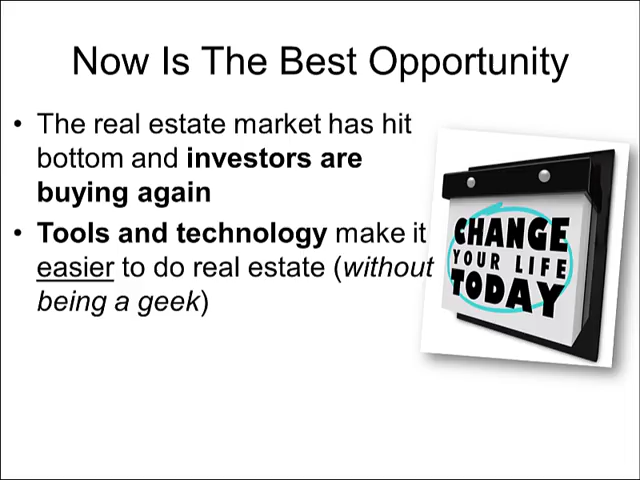 Now Is The Best Opportunity
• The real estate market has hit
bottom and investors are
buying again
• Tools and technology make it
easier to do real estate (without
being a geek)
CHANGE
YOUR LIFE
TODAY